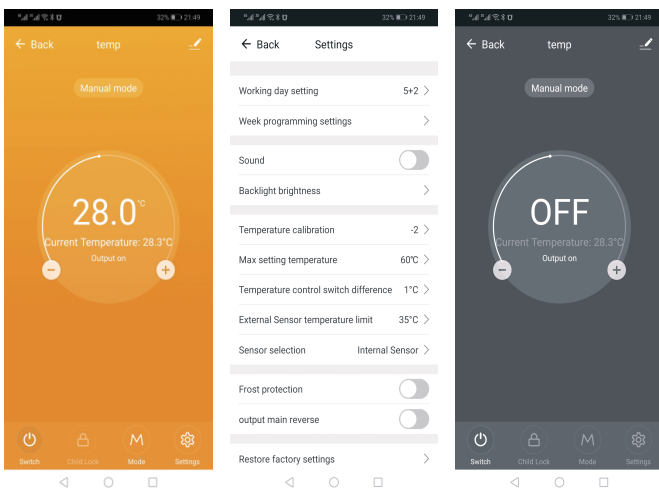 32% 21:49
Back temp
Manual mode
28.0°C
Current Temperature: 28.3°C
Output on
− +
Switch Child Lock M Mode Settings
32% 21:49
Back Settings
Working day setting 5+2
Week programming settings
Sound
Backlight brightness
Temperature calibration -2
Max setting temperature 60℃
Temperature control switch difference 1°C
External Sensor temperature limit 35°C
Sensor selection Internal Sensor
Frost protection
output main reverse
Restore factory settings
32% 21:49
Back temp
Manual mode
OFF
Current Temperature: 28.3°C
Output on
− +
Switch Child Lock M Mode Settings